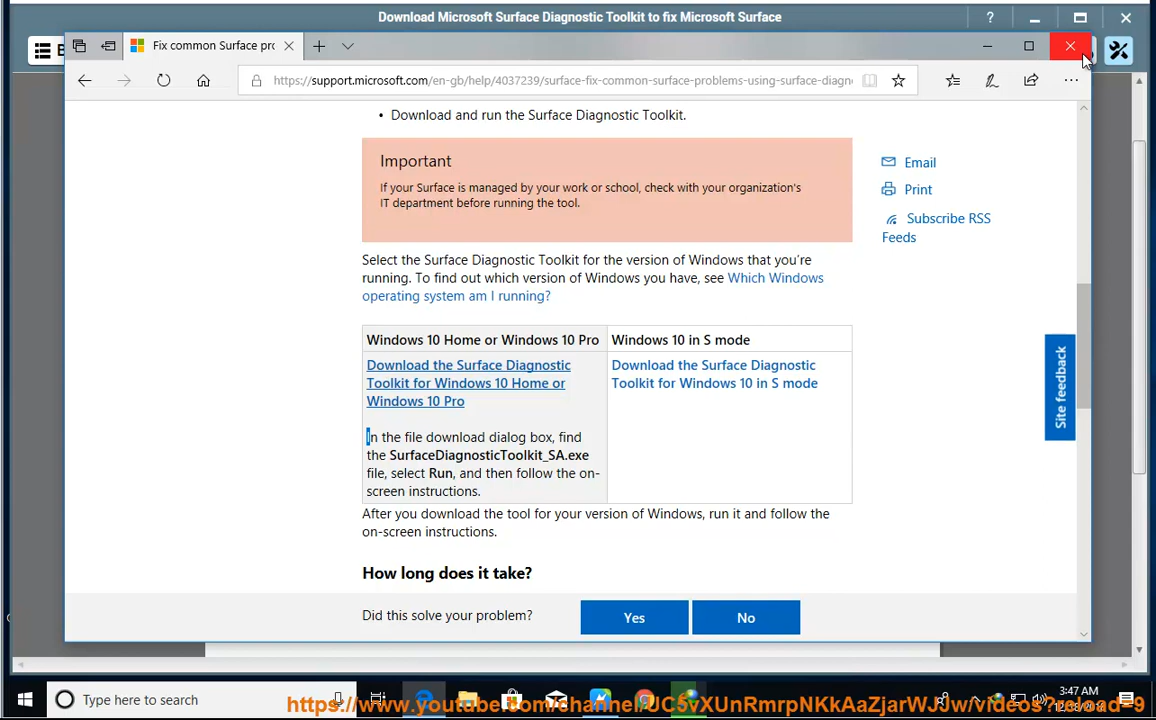 Download Microsoft Surface Diagnostic Toolkit to fix Microsoft Surface
Fix common Surface pro
https://support.microsoft.com/en-gb/help/4037239/surface-fix-common-surface-problems-using-surface-diagn
• Download and run the Surface Diagnostic Toolkit.
Important
If your Surface is managed by your work or school, check with your organization's
IT department before running the tool.
Email
Print
Subscribe RSS
Feeds
Select the Surface Diagnostic Toolkit for the version of Windows that you're
running. To find out which version of Windows you have, see Which Windows
operating system am I running?
Windows 10 Home or Windows 10 Pro
Windows 10 in S mode
Download the Surface Diagnostic
Toolkit for Windows 10 Home or
Windows 10 Pro
Download the Surface Diagnostic
Toolkit for Windows 10 in S mode
In the file download dialog box, find
the SurfaceDiagnosticToolkit_SA.exe
file, select Run, and then follow the on-
screen instructions.
Site feedback
After you download the tool for your version of Windows, run it and follow the
on-screen instructions.
How long does it take?
Did this solve your problem?
Yes
No
Type here to search
3:47 AM